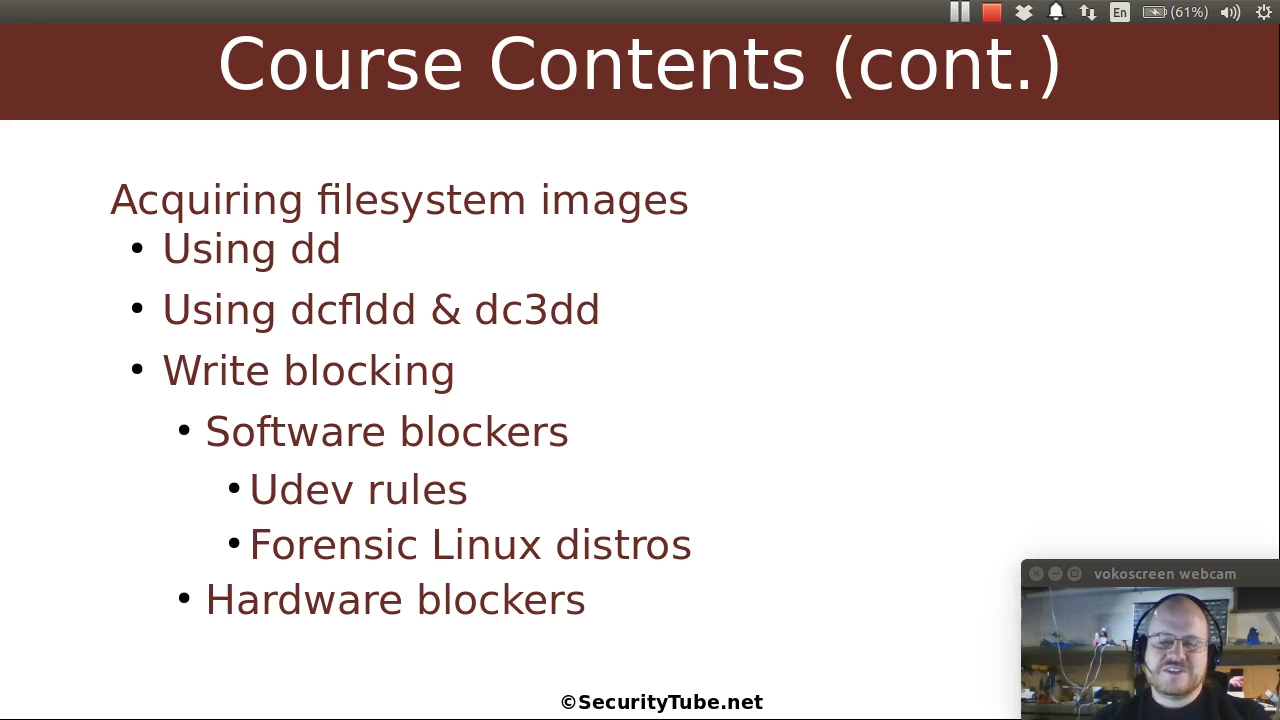 En
(61%)
Course Contents (cont.)
Acquiring filesystem images
• Using dd
• Using dcfldd & dc3dd
• Write blocking
• Software blockers
• Udev rules
• Forensic Linux distros
• Hardware blockers
vokoscreen webcam
©SecurityTube.net